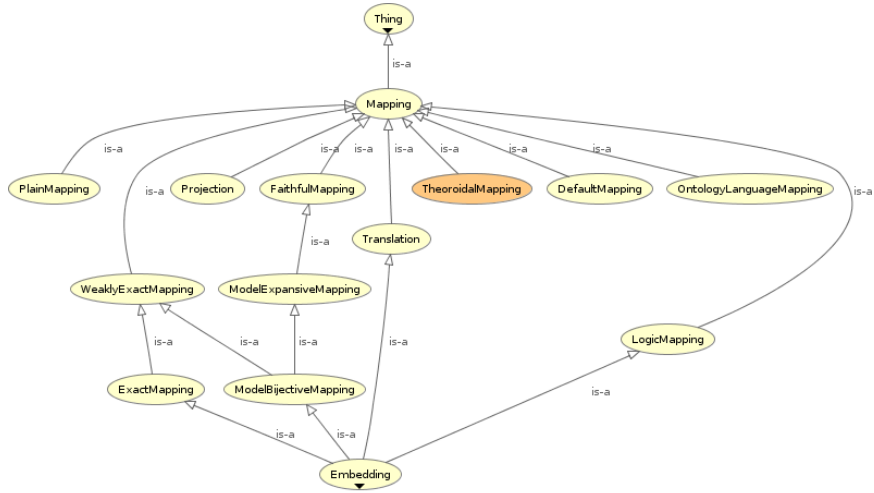 Thing
is-a
Mapping
is-a
is-a
is-a
is-a
is-a
is-a
is-a
is-a
is-a
PlainMapping
Projection
FaithfulMapping
TheoroidalMapping
DefaultMapping
OntologyLanguageMapping
is-a
Translation
WeaklyExactMapping
ModelExpansiveMapping
is-a
is-a
is-a
is-a
LogicMapping
ExactMapping
ModelBijectiveMapping
is-a
is-a
is-a
Embedding